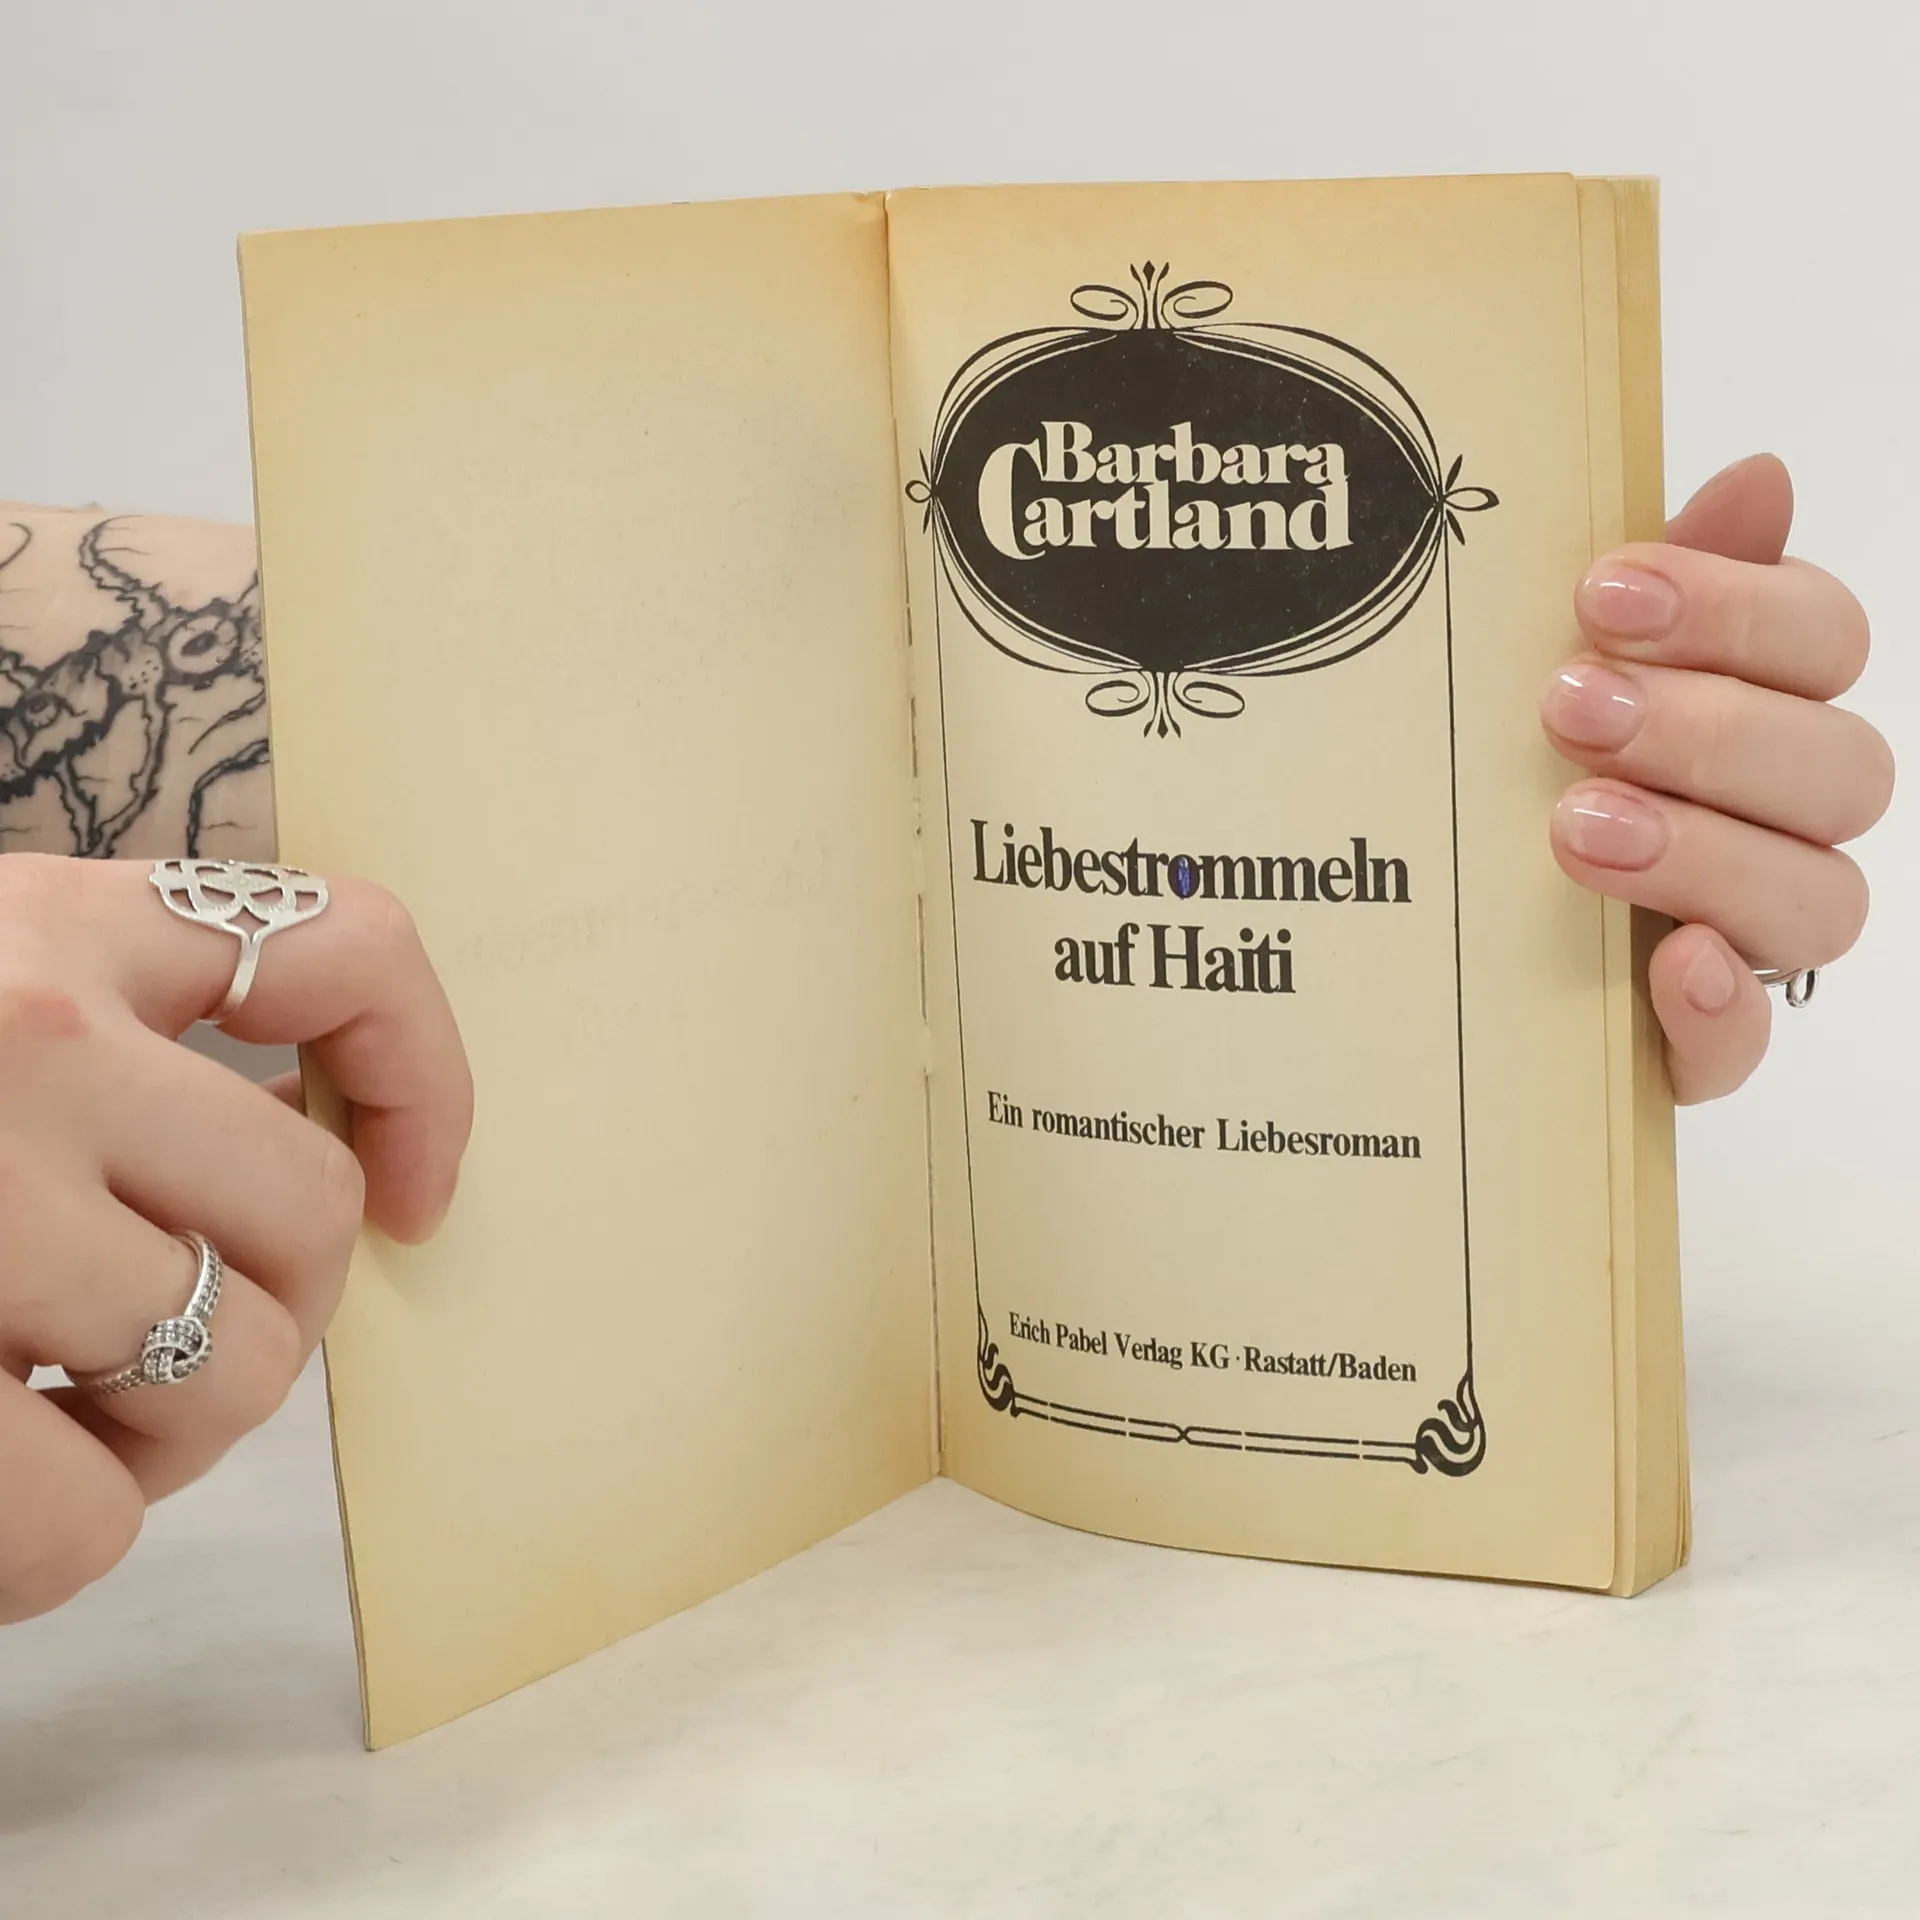 Barbara
Cartland
Liebestrommeln
auf Haiti
Ein romantischer Liebesroman
Erich Pabel Verlag KG · Rastatt/Baden